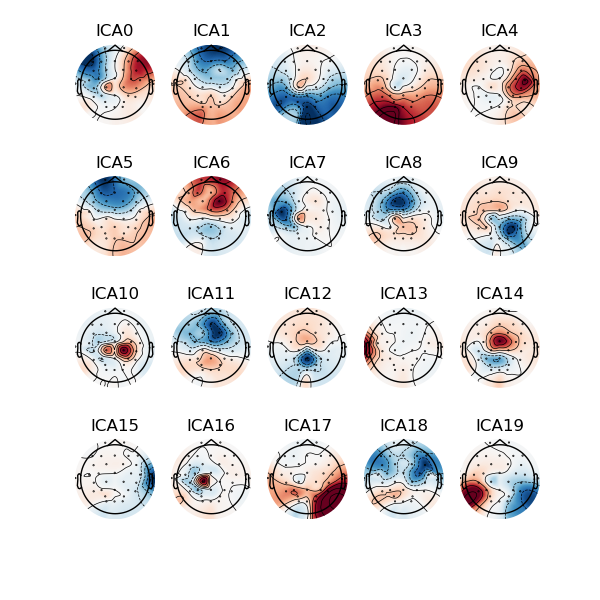 ICA0 ICA1 ICA2 ICA3 ICA4
ICA5 ICA6 ICA7 ICA8 ICA9
ICA10 ICA11 ICA12 ICA13 ICA14
ICA15 ICA16 ICA17 ICA18 ICA19